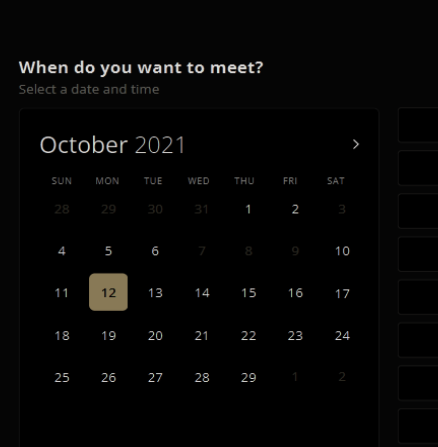 When do you want to meet?
Select a date and time
October 2021
SUN MON TUE WED THU FRI SAT
28 29 30 31 1 2 3
4 5 6 7 8 9 10
11 12 13 14 15 16 17
18 19 20 21 22 23 24
25 26 27 28 29 1 2